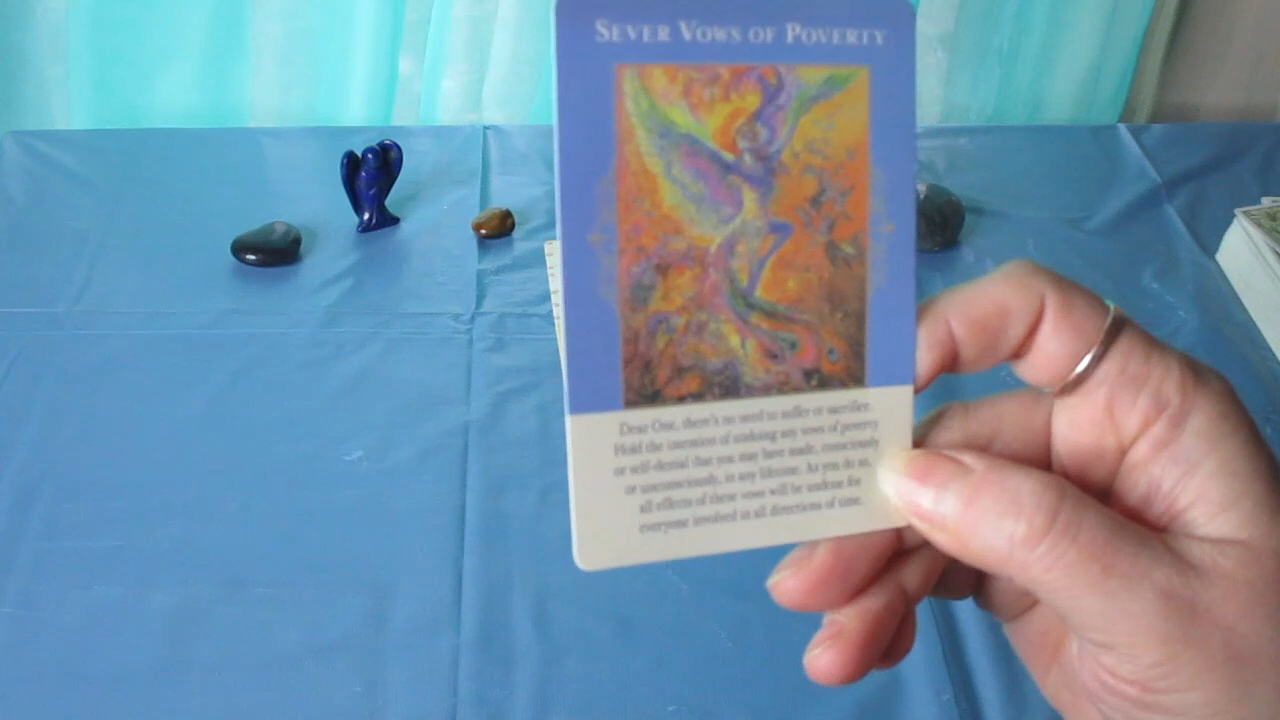 SEVER VOWS OF POVERTY
Dear One, there's no need to suffer or sacrifice.
Hold the intention of undoing any vows of poverty
or self-denial that you may have made, consciously
or unconsciously, in any lifetime. As you do so,
all effects of these vows will be undone for
everyone involved in all directions of time.